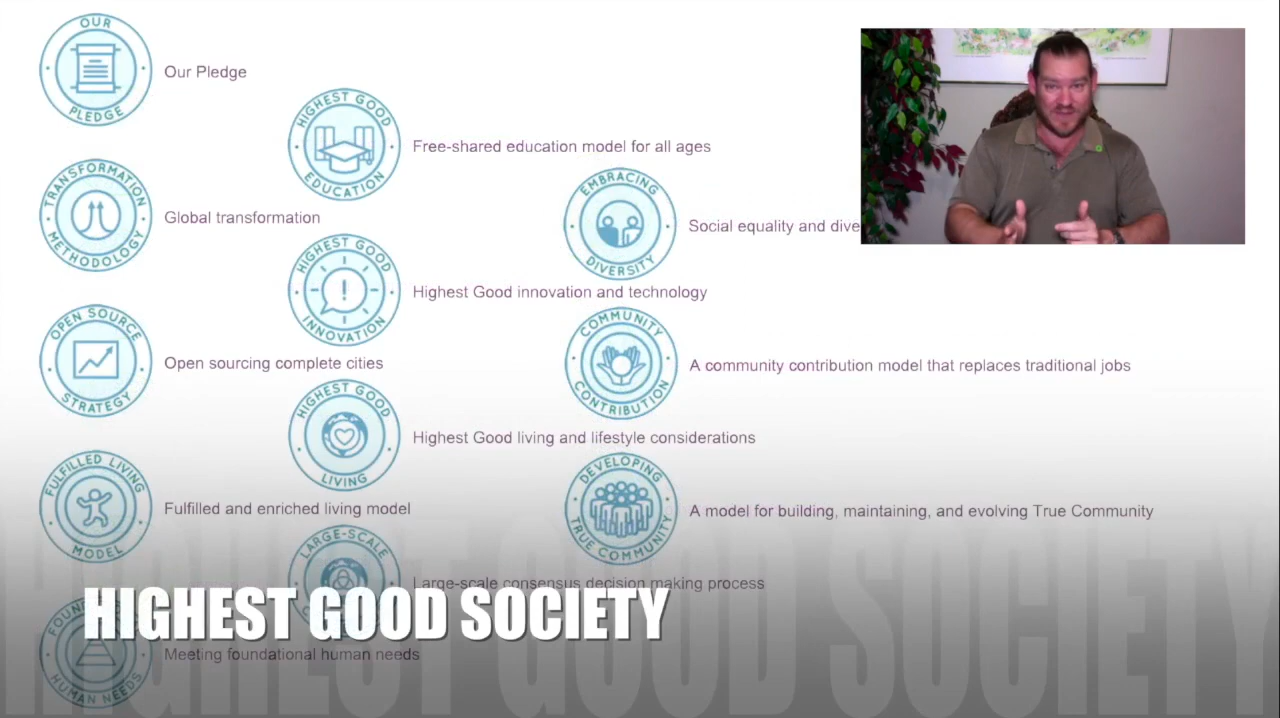 OUR
PLEDGE
Our Pledge
HIGHEST GOOD
EDUCATION
Free-shared education model for all ages
TRANSFORMATION
METHODOLOGY
Global transformation
EMBRACING
DIVERSITY
Social equality and dive
HIGHEST GOOD
INNOVATION
Highest Good innovation and technology
OPEN SOURCE
STRATEGY
Open sourcing complete cities
COMMUNITY
CONTRIBUTION
A community contribution model that replaces traditional jobs
HIGHEST GOOD
LIVING
Highest Good living and lifestyle considerations
FULFILLED LIVING
MODEL
Fulfilled and enriched living model
DEVELOPING
TRUE COMMUNITY
A model for building, maintaining, and evolving True Community
LARGE-SCALE
Large-scale consensus decision making process
HIGHEST GOOD SOCIETY
HUMAN NEEDS
Meeting foundational human needs
HIGHEST GOOD SOCIETY